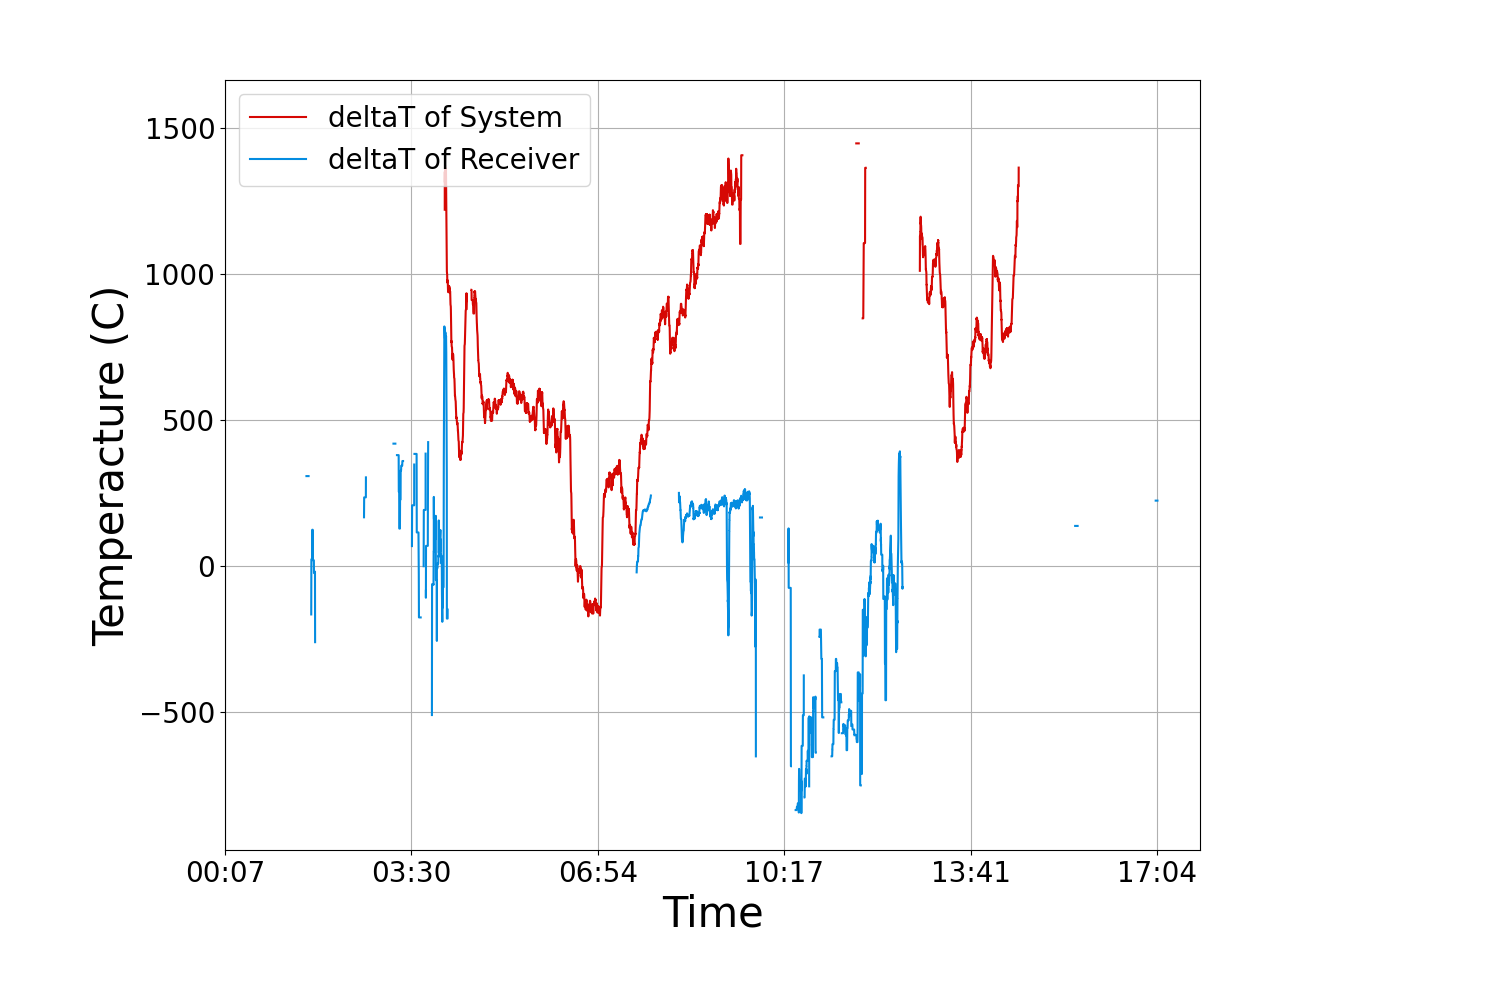 deltaT of System
deltaT of Receiver
1500
1000
500
0
−500
Temperacture (C)
00:07 03:30 06:54 10:17 13:41 17:04
Time